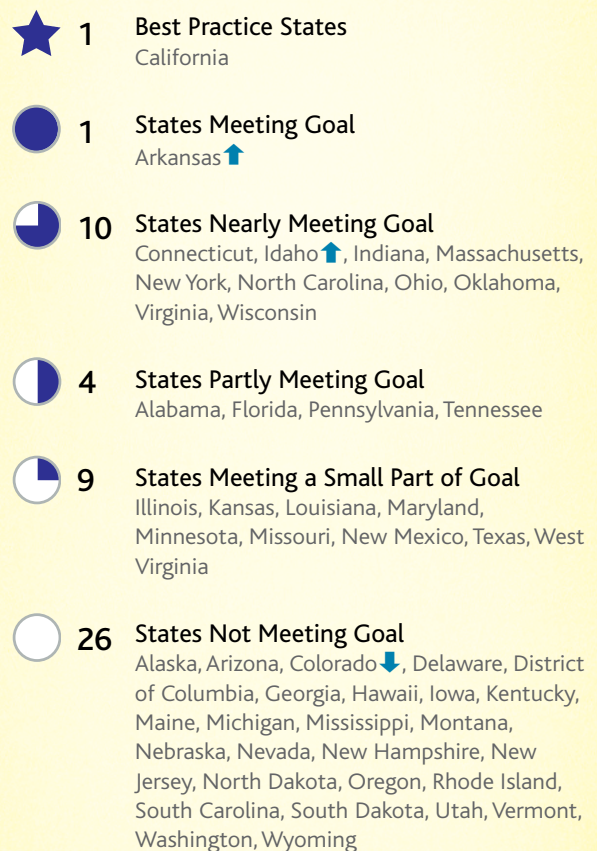 1 Best Practice States
California
1 States Meeting Goal
Arkansas
10 States Nearly Meeting Goal
Connecticut, Idaho, Indiana, Massachusetts,
New York, North Carolina, Ohio, Oklahoma,
Virginia, Wisconsin
4 States Partly Meeting Goal
Alabama, Florida, Pennsylvania, Tennessee
9 States Meeting a Small Part of Goal
Illinois, Kansas, Louisiana, Maryland,
Minnesota, Missouri, New Mexico, Texas, West
Virginia
26 States Not Meeting Goal
Alaska, Arizona, Colorado, Delaware, District
of Columbia, Georgia, Hawaii, Iowa, Kentucky,
Maine, Michigan, Mississippi, Montana,
Nebraska, Nevada, New Hampshire, New
Jersey, North Dakota, Oregon, Rhode Island,
South Carolina, South Dakota, Utah, Vermont,
Washington, Wyoming